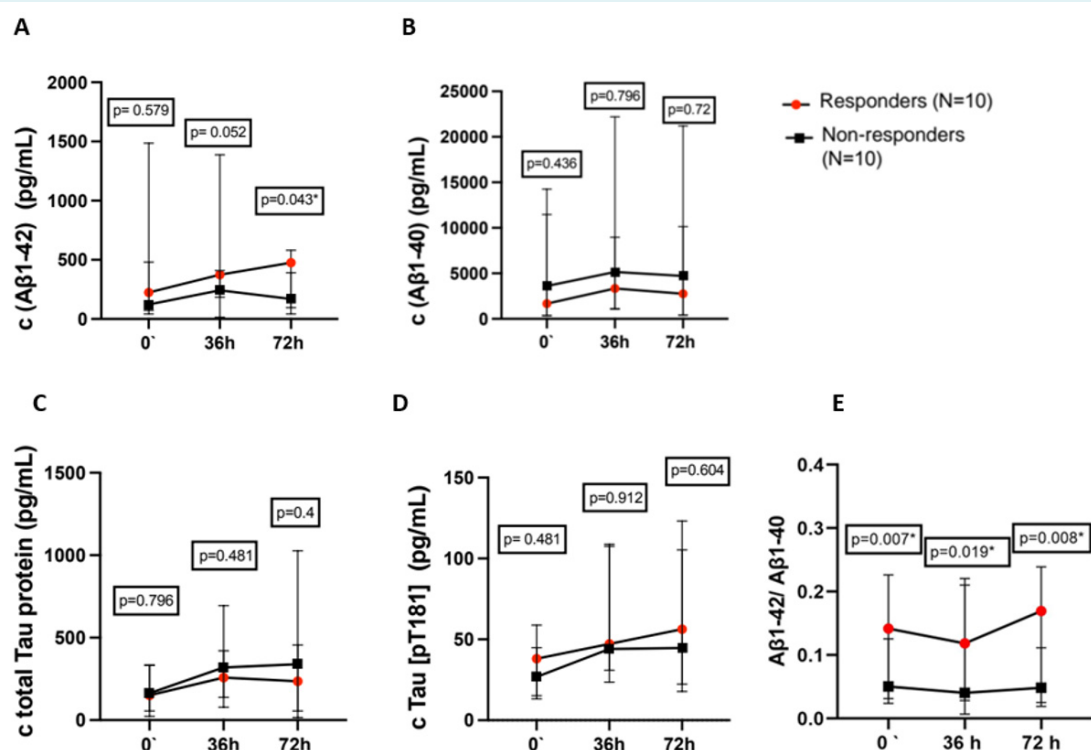 A
B
2000
1500
1000
500
0
c (Aβ1-42) (pg/mL)
p= 0.579
p= 0.052
p=0.043*
0`
36h
72h
25000
20000
15000
10000
5000
0
c (Aβ1-40) (pg/mL)
p=0.436
p=0.796
p=0.72
0`
36h
72h
Responders (N=10)
Non-responders
(N=10)
C
D
E
1500
1000
500
0
c total Tau protein (pg/mL)
p=0.796
p=0.481
p=0.4
0`
36h
72h
150
100
50
0
c Tau [pT181] (pg/mL)
p= 0.481
p=0.912
p=0.604
0`
36h
72h
0.4
0.3
0.2
0.1
0.0
Aβ1-42/ Aβ1-40
p=0.007*
p=0.019*
p=0.008*
0`
36 h
72 h